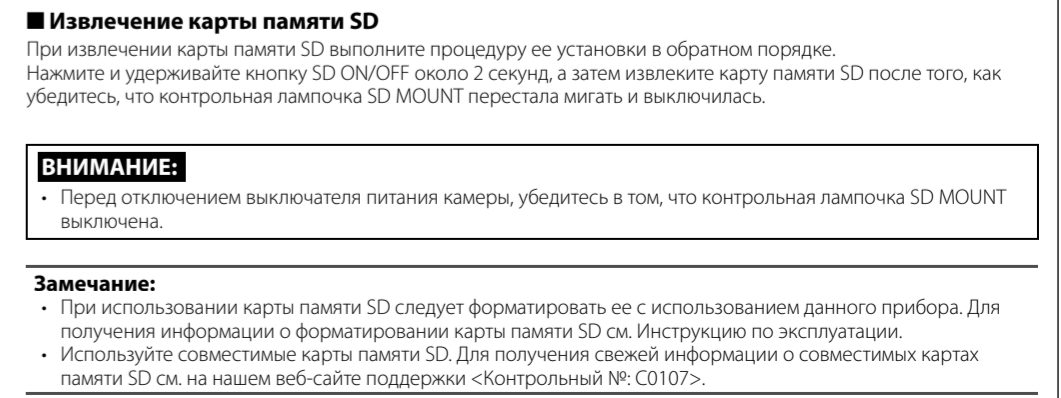 ■ Извлечение карты памяти SD
При извлечении карты памяти SD выполните процедуру ее установки в обратном порядке.
Нажмите и удерживайте кнопку SD ON/OFF около 2 секунд, а затем извлеките карту памяти SD после того, как
убедитесь, что контрольная лампочка SD MOUNT перестала мигать и выключилась.
ВНИМАНИЕ:
• Перед отключением выключателя питания камеры, убедитесь в том, что контрольная лампочка SD MOUNT
выключена.
Замечание:
• При использовании карты памяти SD следует форматировать ее с использованием данного прибора. Для
получения информации о форматировании карты памяти SD см. Инструкцию по эксплуатации.
• Используйте совместимые карты памяти SD. Для получения свежей информации о совместимых картах
памяти SD см. на нашем веб-сайте поддержки <Контрольный №: C0107>.